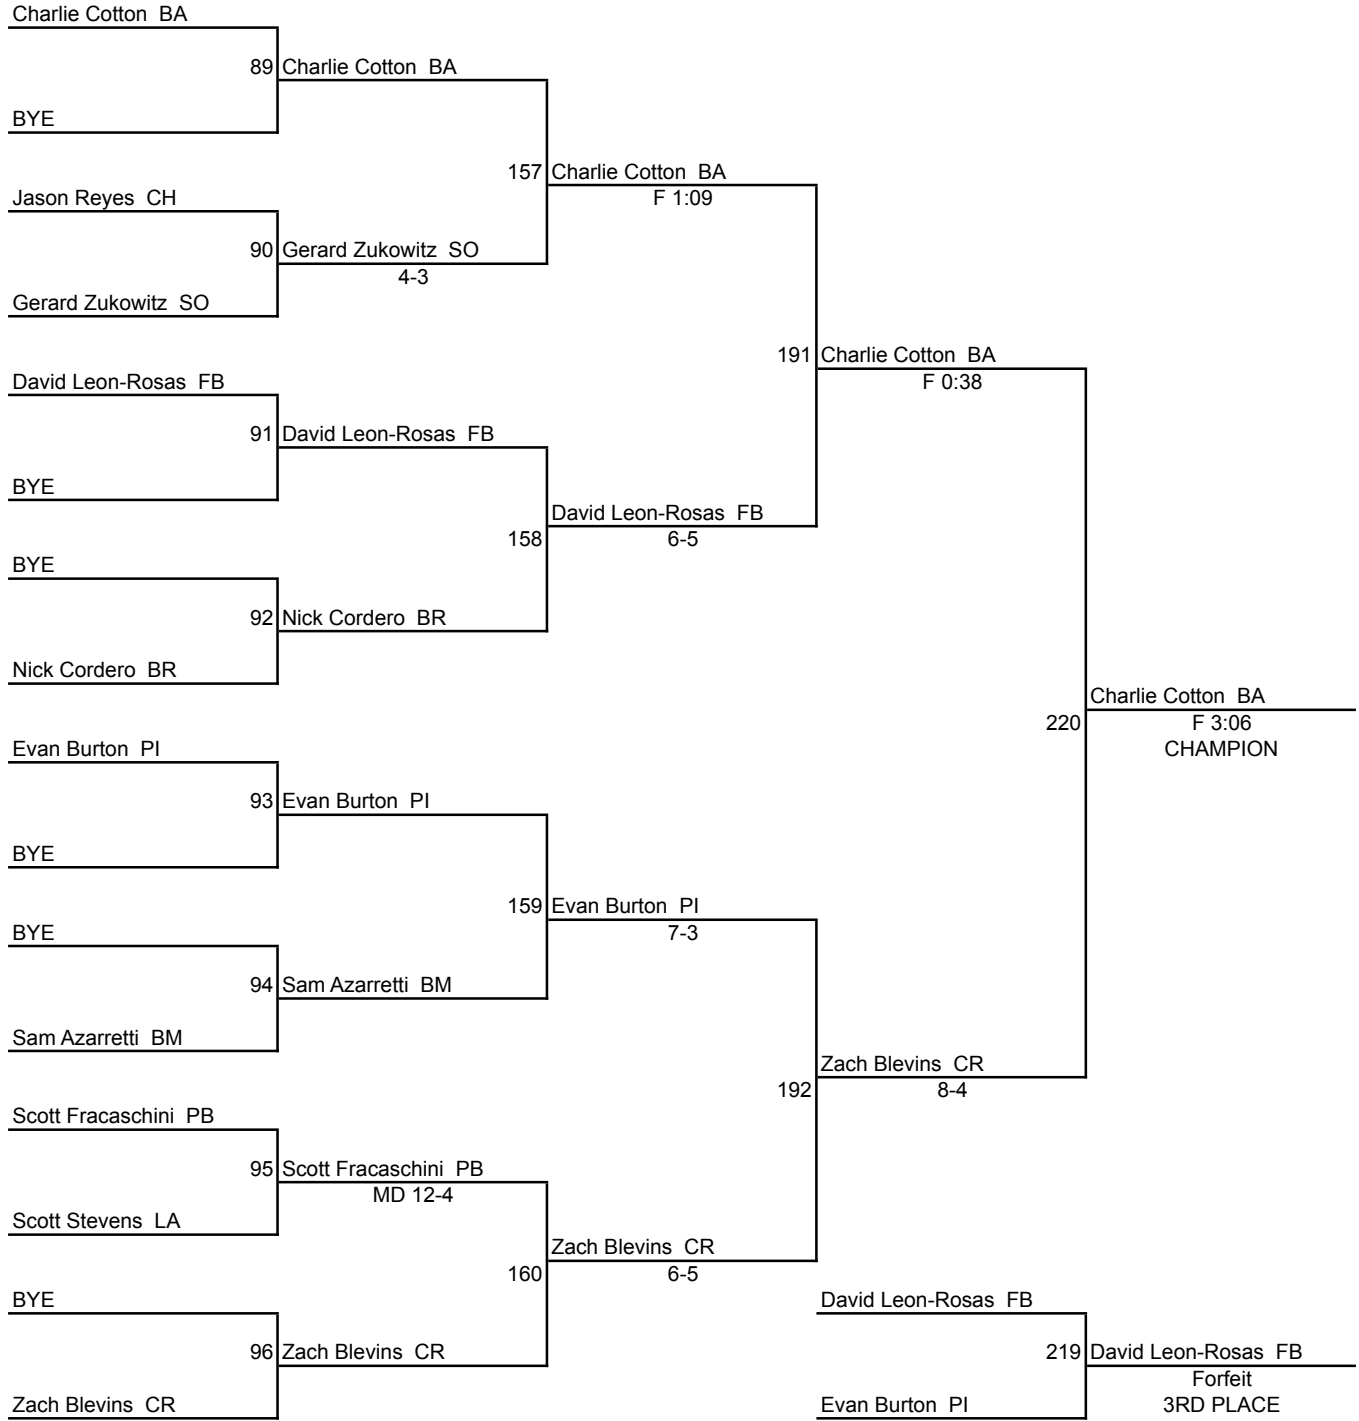 Charlie Cotton BA
89 Charlie Cotton BA
BYE
157 Charlie Cotton BA
F 1:09
Jason Reyes CH
90 Gerard Zukowitz SO
4-3
Gerard Zukowitz SO
191 Charlie Cotton BA
F 0:38
David Leon-Rosas FB
91 David Leon-Rosas FB
BYE
David Leon-Rosas FB
158 6-5
BYE
92 Nick Cordero BR
Nick Cordero BR
Charlie Cotton BA
220 F 3:06
CHAMPION
Evan Burton PI
93 Evan Burton PI
BYE
159 Evan Burton PI
7-3
BYE
94 Sam Azarretti BM
Sam Azarretti BM
Zach Blevins CR
192 8-4
Scott Fracaschini PB
95 Scott Fracaschini PB
MD 12-4
Scott Stevens LA
Zach Blevins CR
160 6-5
BYE
96 Zach Blevins CR
Zach Blevins CR
David Leon-Rosas FB
219 David Leon-Rosas FB
Forfeit
3RD PLACE
Evan Burton PI